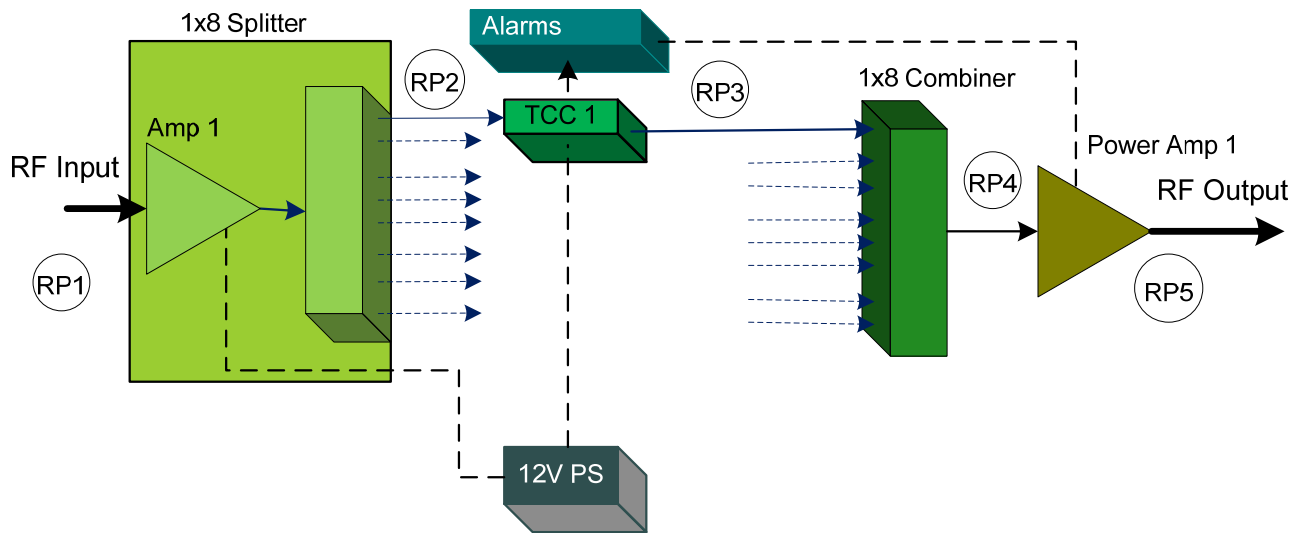 1x8 Splitter
Alarms
RP2
RP3
1x8 Combiner
TCC 1
Amp 1
RF Input
Power Amp 1
RP4
RF Output
RP1
RP5
12V PS